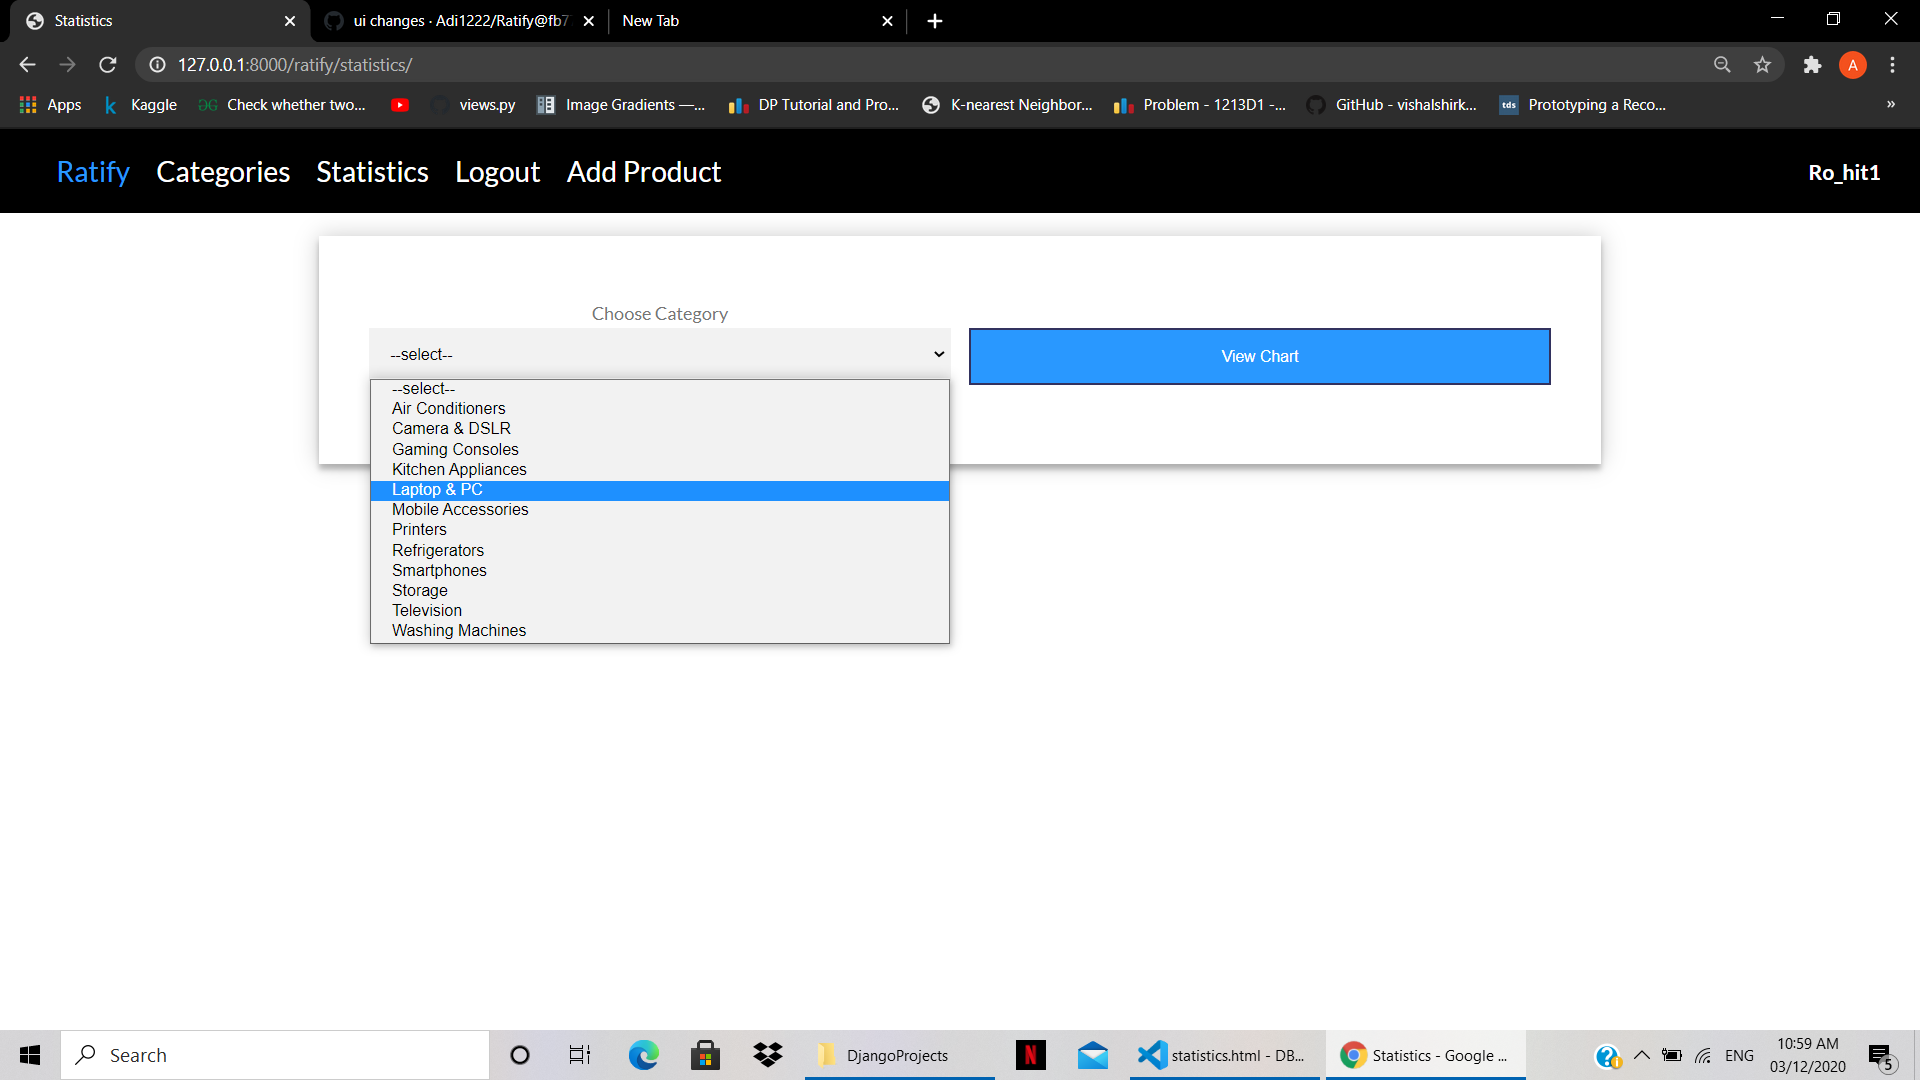 Statistics
ui changes · Adi1222/Ratify@fb7
New Tab
127.0.0.1:8000/ratify/statistics/
A
Apps
Kaggle
Check whether two...
views.py
Image Gradients —...
DP Tutorial and Pro...
K-nearest Neighbor...
Problem - 1213D1 -...
GitHub - vishalshirk...
tds
Prototyping a Reco...
»
Ratify Categories Statistics Logout Add Product
Ro_hit1
Choose Category
--select--
View Chart
--select--
Air Conditioners
Camera & DSLR
Gaming Consoles
Kitchen Appliances
Laptop & PC
Mobile Accessories
Printers
Refrigerators
Smartphones
Storage
Television
Washing Machines
Search
DjangoProjects
N
statistics.html - DB...
Statistics - Google ...
ENG
10:59 AM
03/12/2020
5